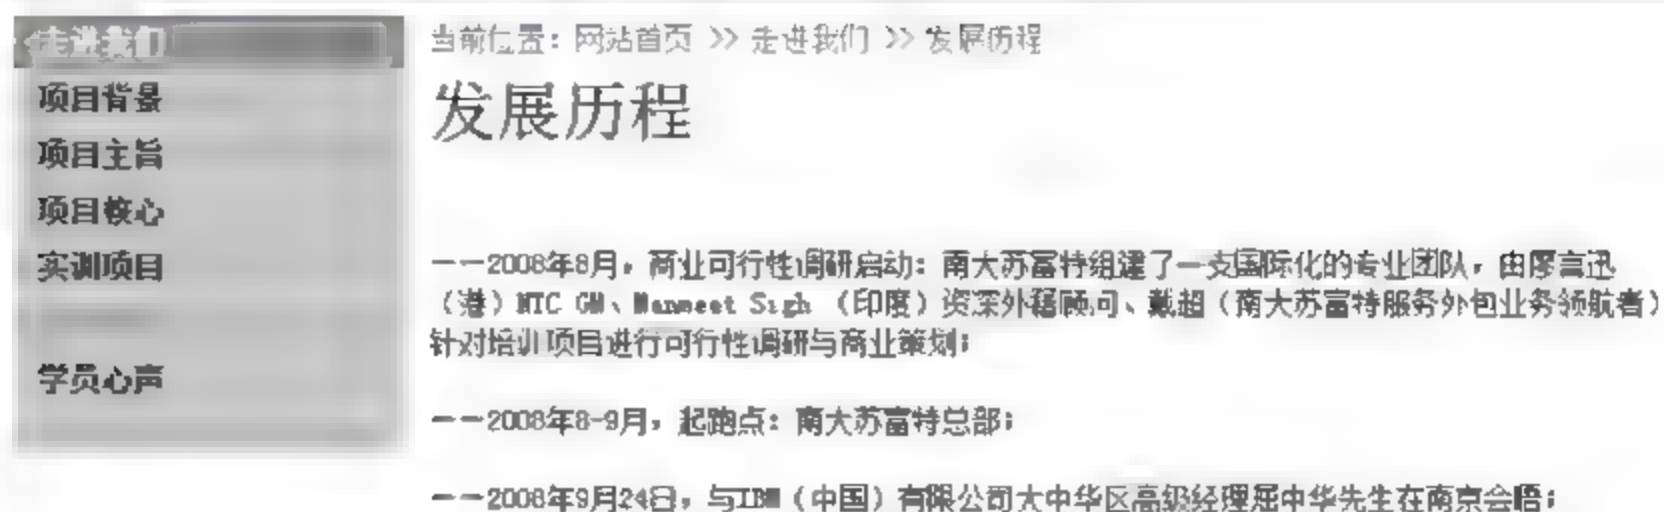 走进我们
项目背景
项目主旨
项目核心
实训项目
学员心声
当前位置：网站首页 >> 走进我们 >> 发展历程
发展历程
——2008年8月，商业可行性调研启动：南大苏富特组建了一支国际化的专业团队，由廖言迅
（港）NTC GM、Manmeet Sigh （印度）资深外籍顾问、戴超（南大苏富特服务外包业务领航者）
针对培训项目进行可行性调研与商业策划；
——2008年8-9月，起跑点：南大苏富特总部；
——2008年9月24日，与IBM（中国）有限公司大中华区高级经理屈中华先生在南京会晤；